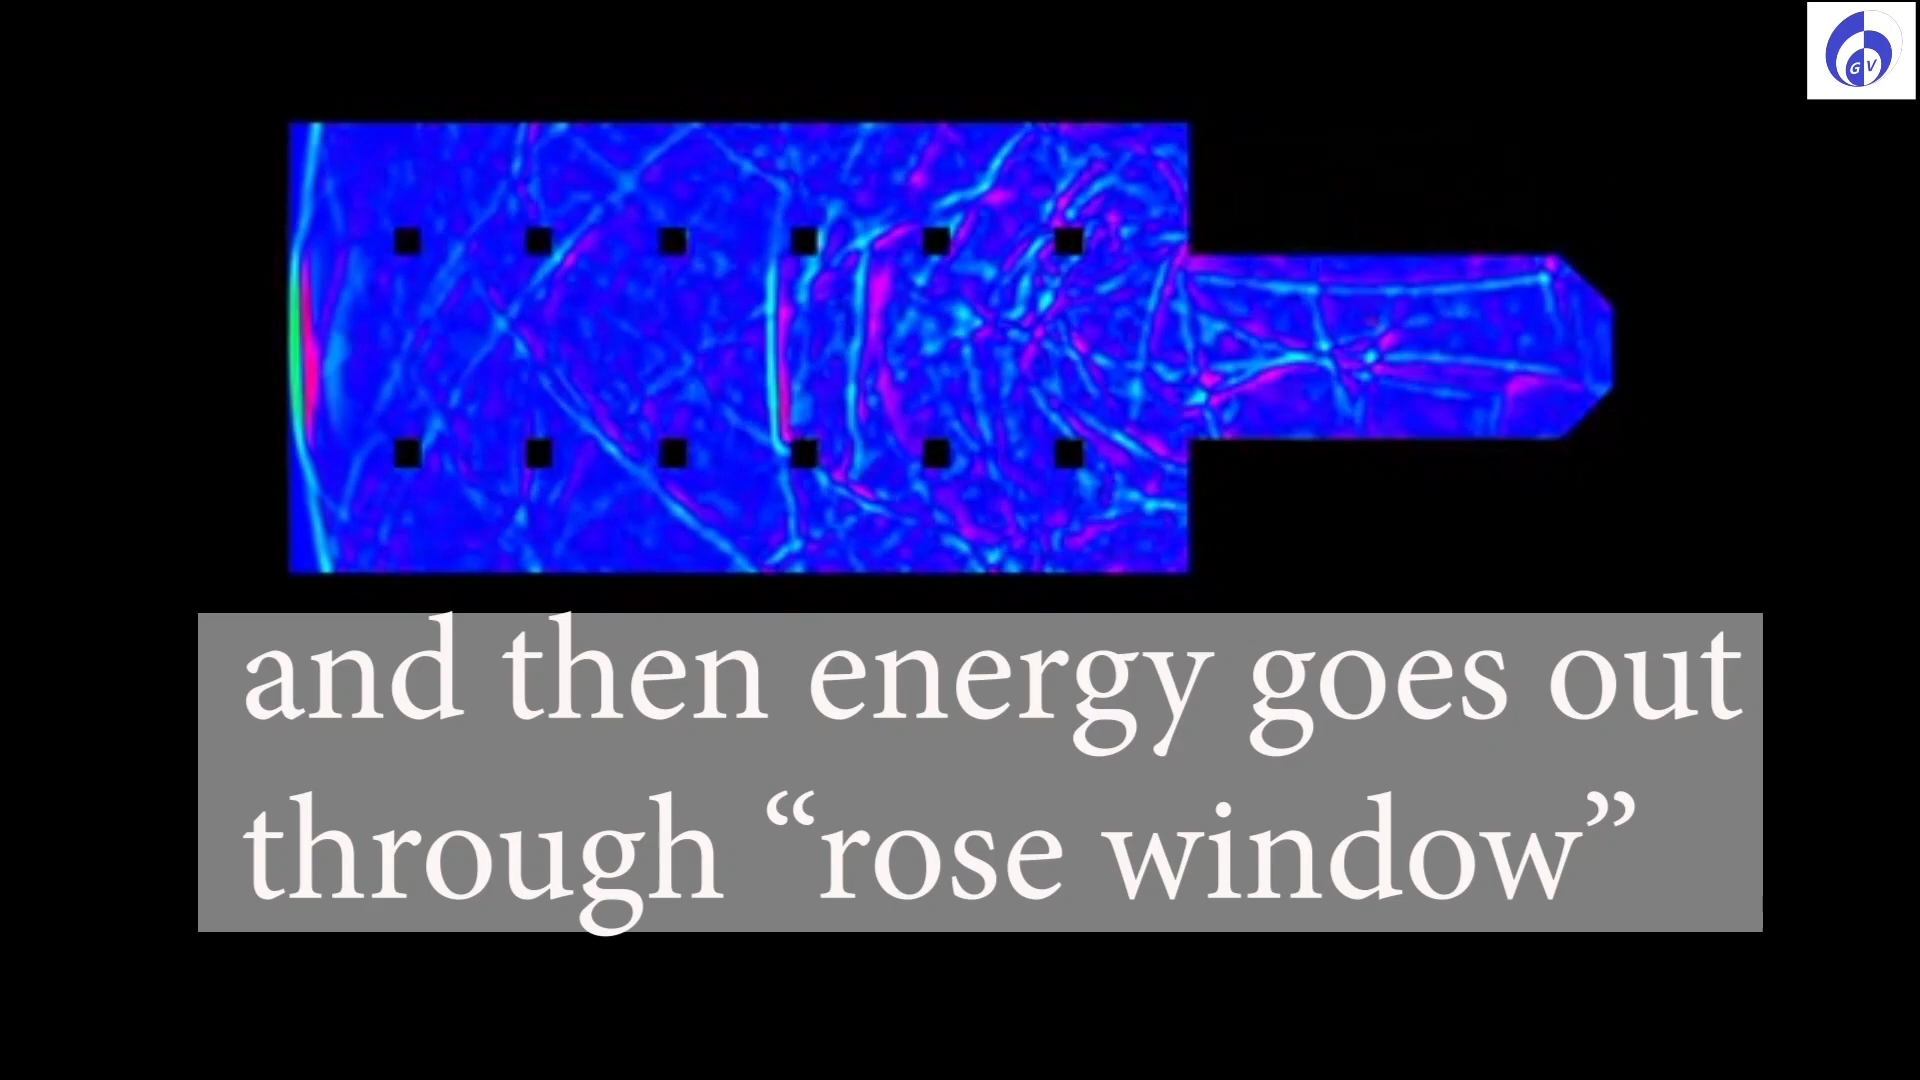 G V
and then energy goes out
through “rose window”